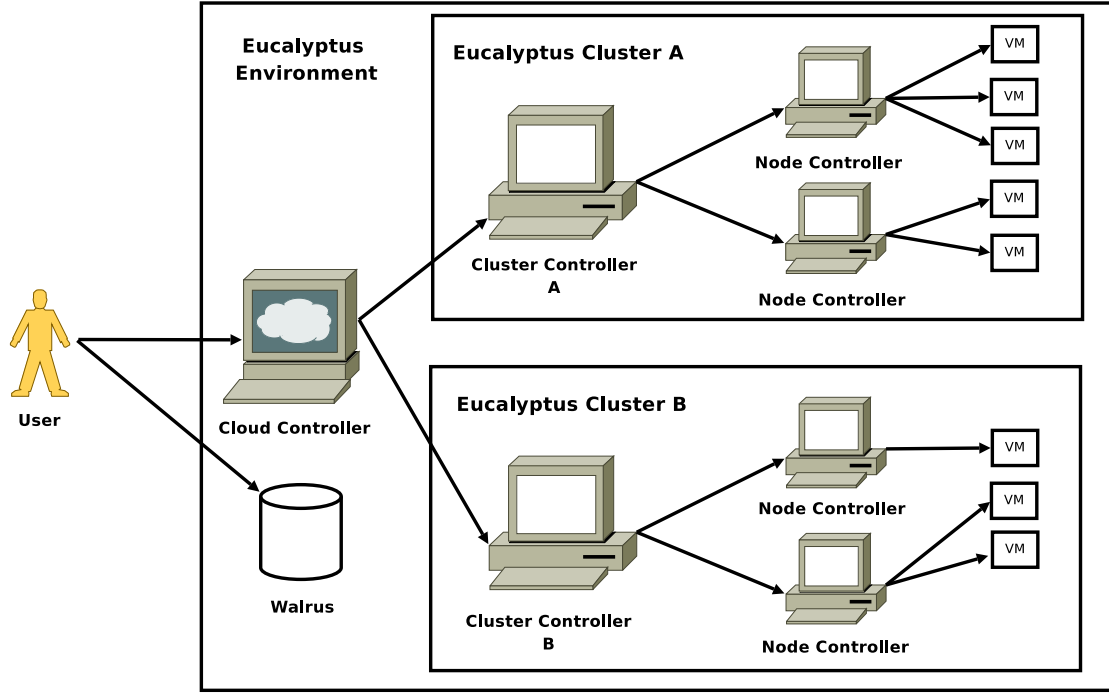 Eucalyptus
Environment
Eucalyptus Cluster A
VM
VM
VM
Node Controller
VM
VM
Node Controller
Cluster Controller
A
User
Cloud Controller
Walrus
Eucalyptus Cluster B
VM
Node Controller
VM
VM
Node Controller
Cluster Controller
B